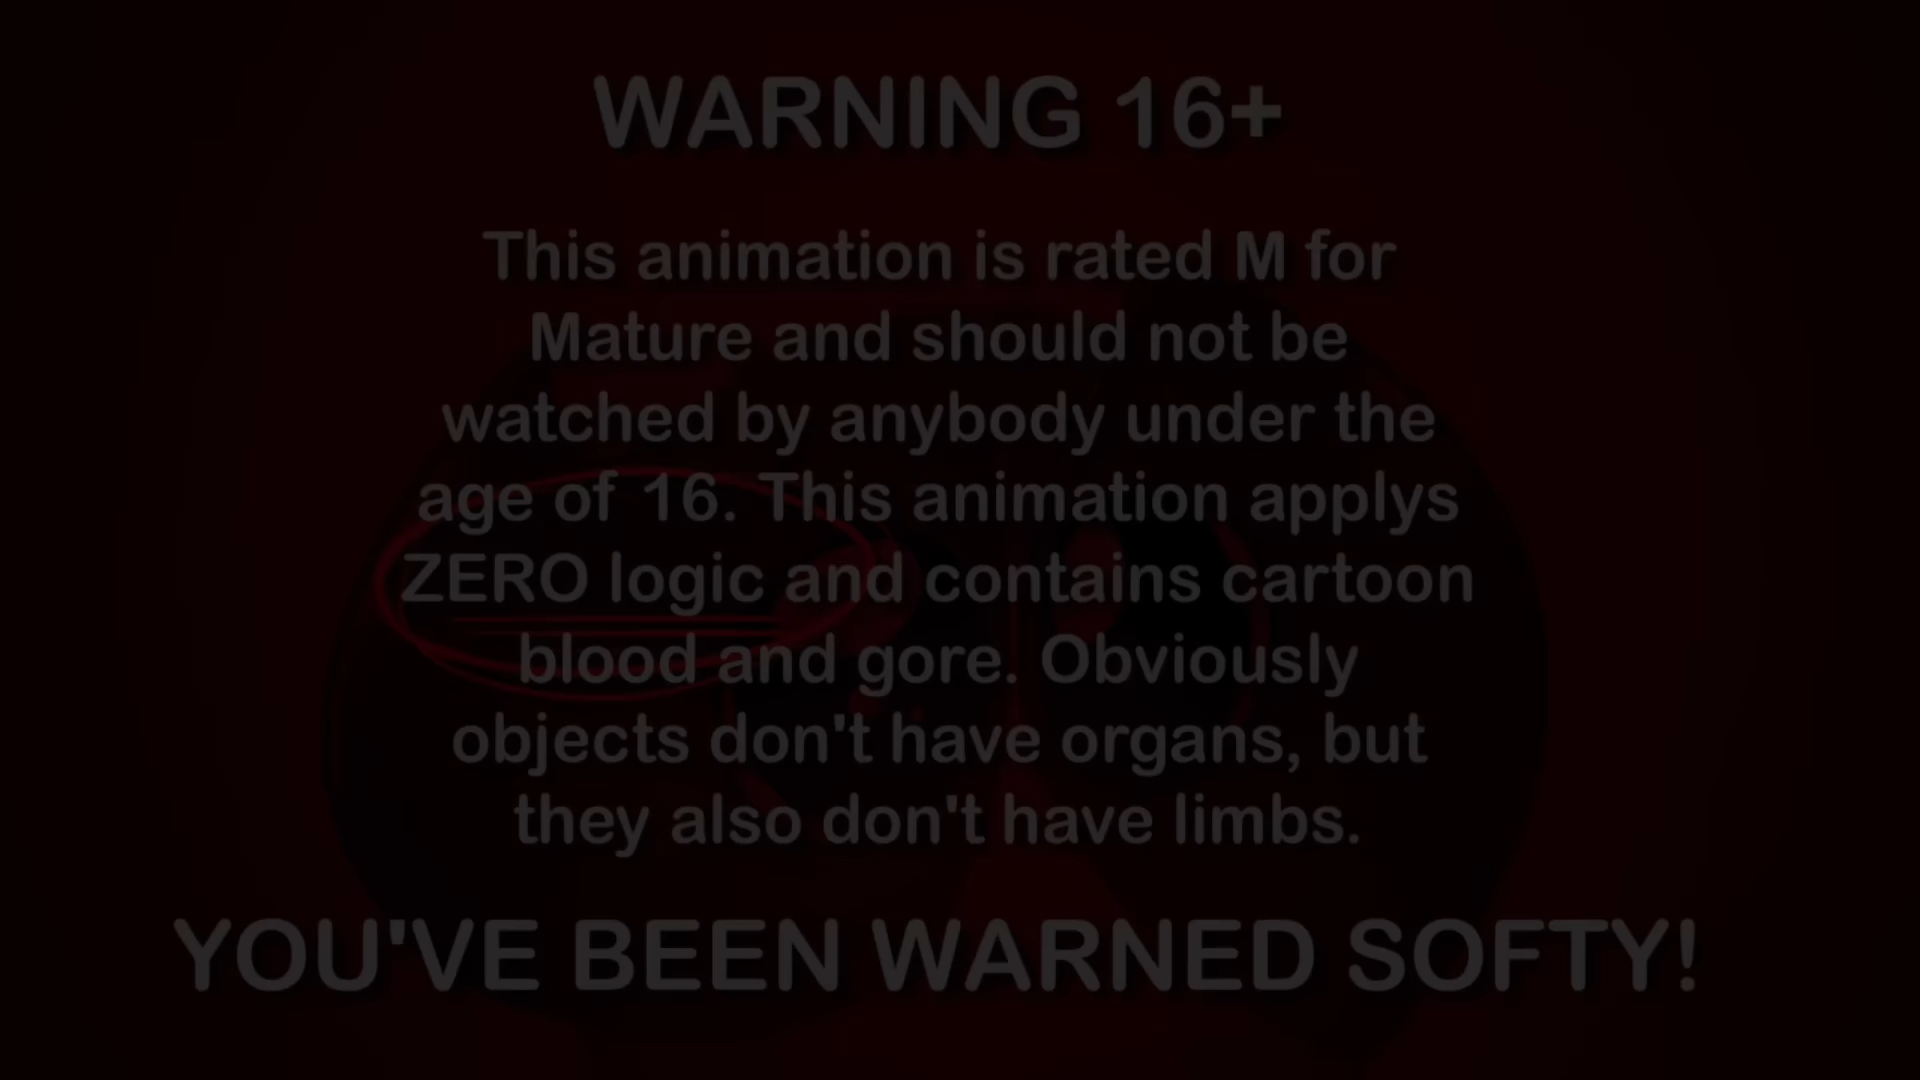 WARNING 16+
This animation is rated M for
Mature and should not be
watched by anybody under the
age of 16. This animation applys
ZERO logic and contains cartoon
blood and gore. Obviously
objects don't have organs, but
they also don't have limbs.
YOU'VE BEEN WARNED SOFTY!